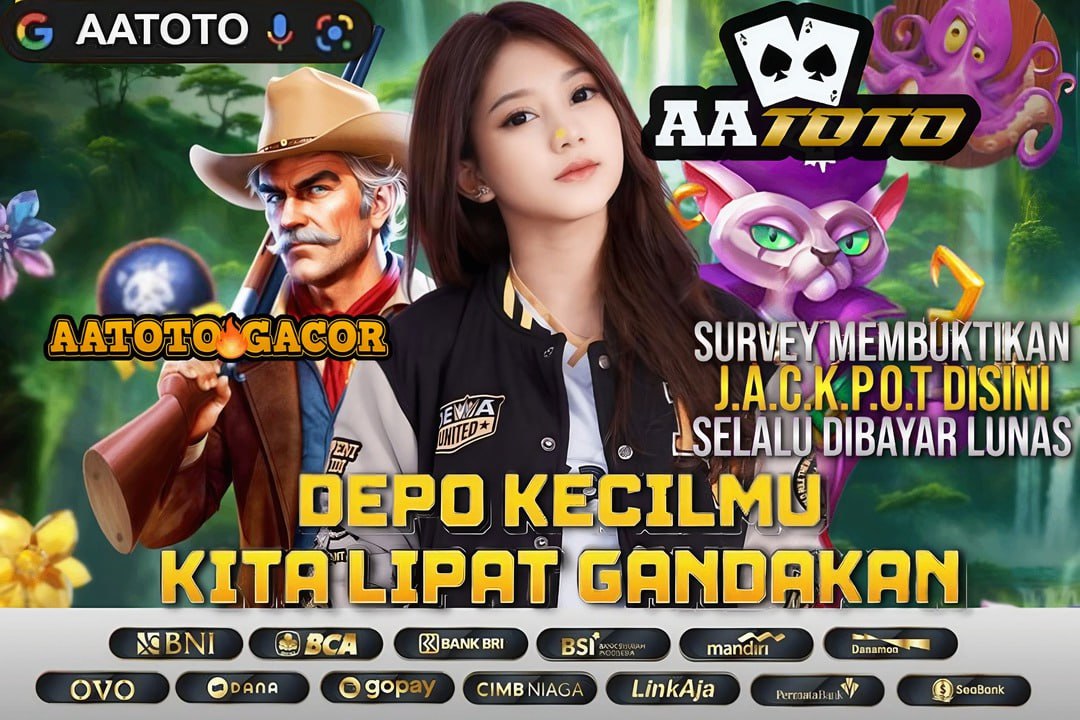 AATOTO
AATOTO
AATOTO GACOR
SURVEY MEMBUKTIKAN
J.A.C.K.P.O.T DISINI
SELALU DIBAYAR LUNAS
UNITED
DEPO KECILMU
KITA LIPAT GANDAKAN
BNI
BCA
BANK BRI
BSI
mandiri
Danamon
OVO
DANA
gopay
CIMB NIAGA
LinkAja
PermataBank
SeaBank